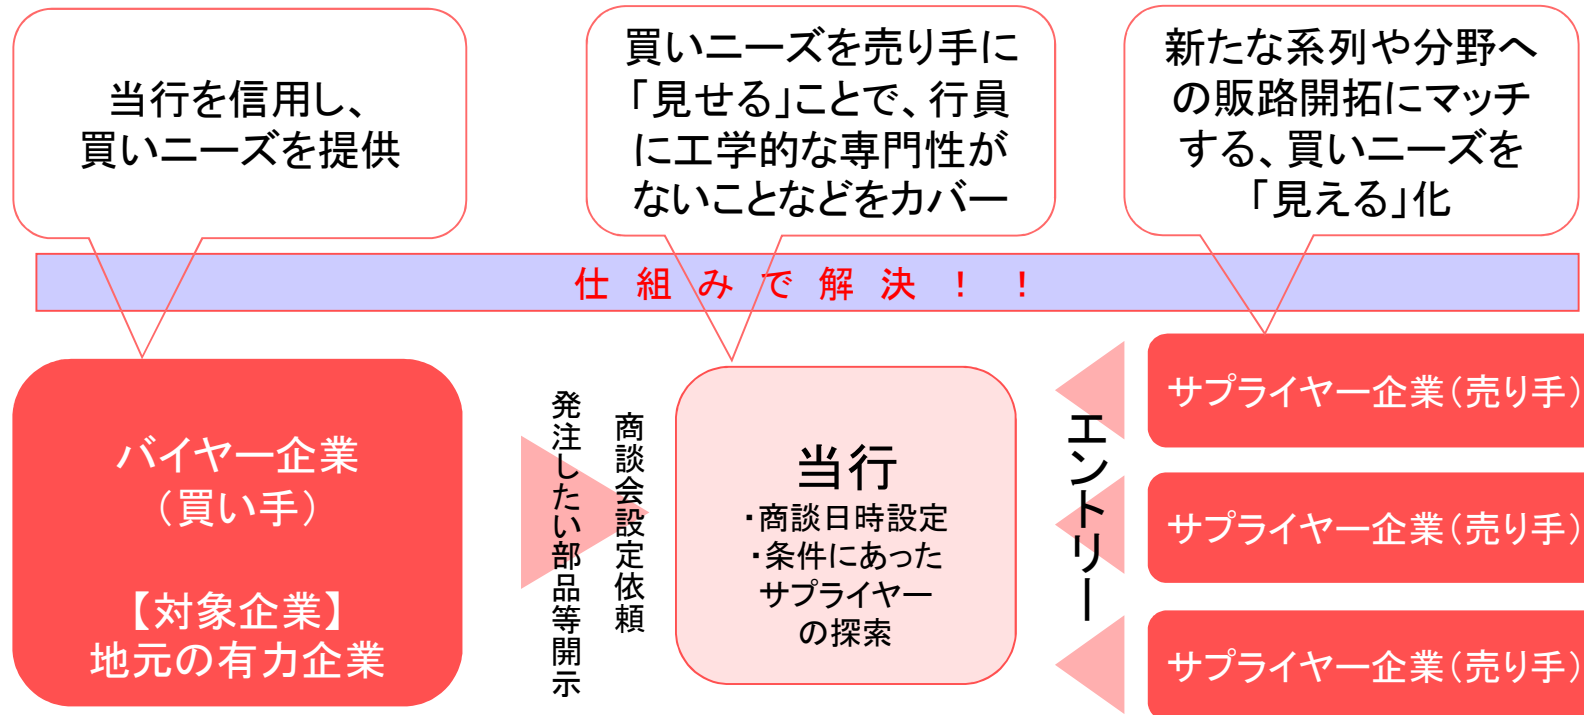 当行を信用し、
買いニーズを提供
買いニーズを売り手に
「見せる」ことで、行員
に工学的な専門性が
ないことなどをカバー
新たな系列や分野へ
の販路開拓にマッチ
する、買いニーズを
「見える」化
仕組みで解決！！
バイヤー企業
（買い手）
【対象企業】
地元の有力企業
商談会設定依頼
発注したい部品等開示
当行
・商談日時設定
・条件にあった
サプライヤー
の探索
エントリー
サプライヤー企業（売り手）
サプライヤー企業（売り手）
サプライヤー企業（売り手）